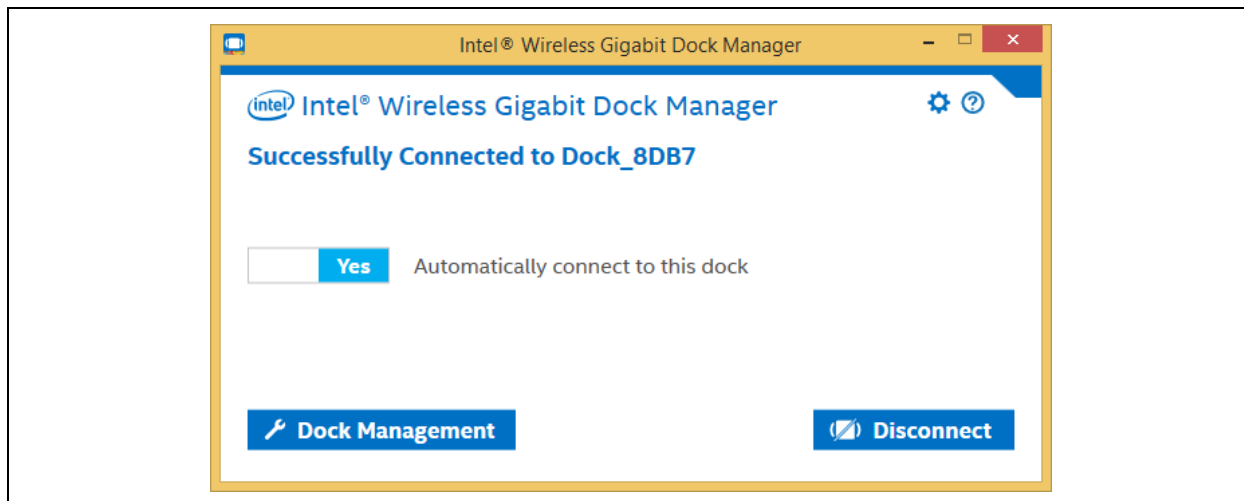 Intel® Wireless Gigabit Dock Manager
intel Intel® Wireless Gigabit Dock Manager
Successfully Connected to Dock_8DB7
Yes Automatically connect to this dock
Dock Management Disconnect